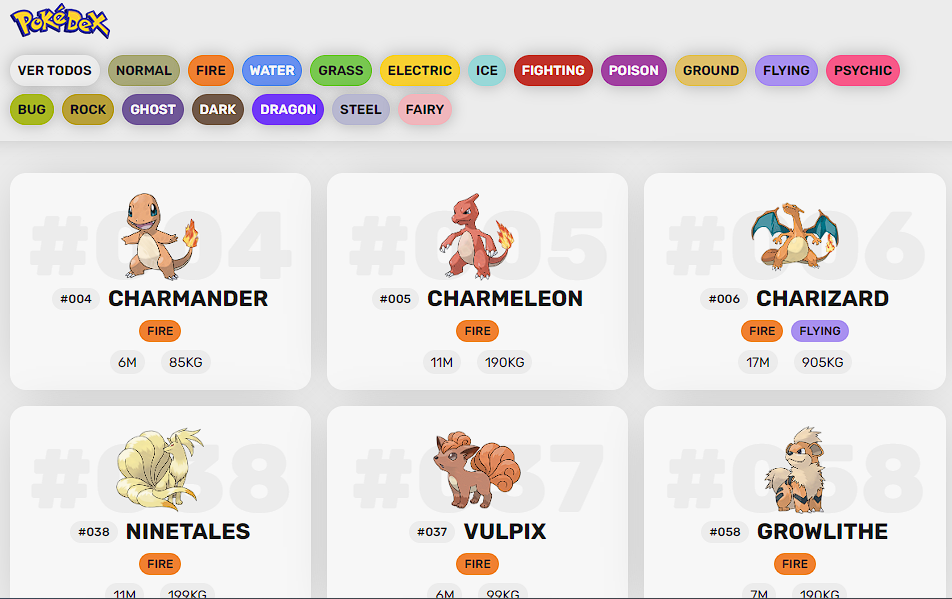 PokéDex
VER TODOS NORMAL FIRE WATER GRASS ELECTRIC ICE FIGHTING POISON GROUND FLYING PSYCHIC
BUG ROCK GHOST DARK DRAGON STEEL FAIRY
#004 #005 #006
#004 CHARMANDER #005 CHARMELEON #006 CHARIZARD
FIRE FIRE FIRE FLYING
6M 85KG 11M 190KG 17M 905KG
#038 #037 #058
#038 NINETALES #037 VULPIX #058 GROWLITHE
FIRE FIRE FIRE
11M 199KG 6M 99KG 7M 190KG